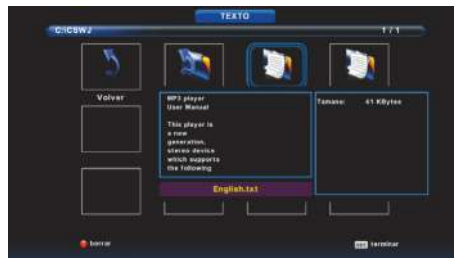 TEXTO
C:\CSWJ
1 / 1
Volver
MP3 player
User Manual
This player is
a new
generation.
stereo device
which supports
the following
Tamano: 41 KBytes
English.txt
borrar
terminar